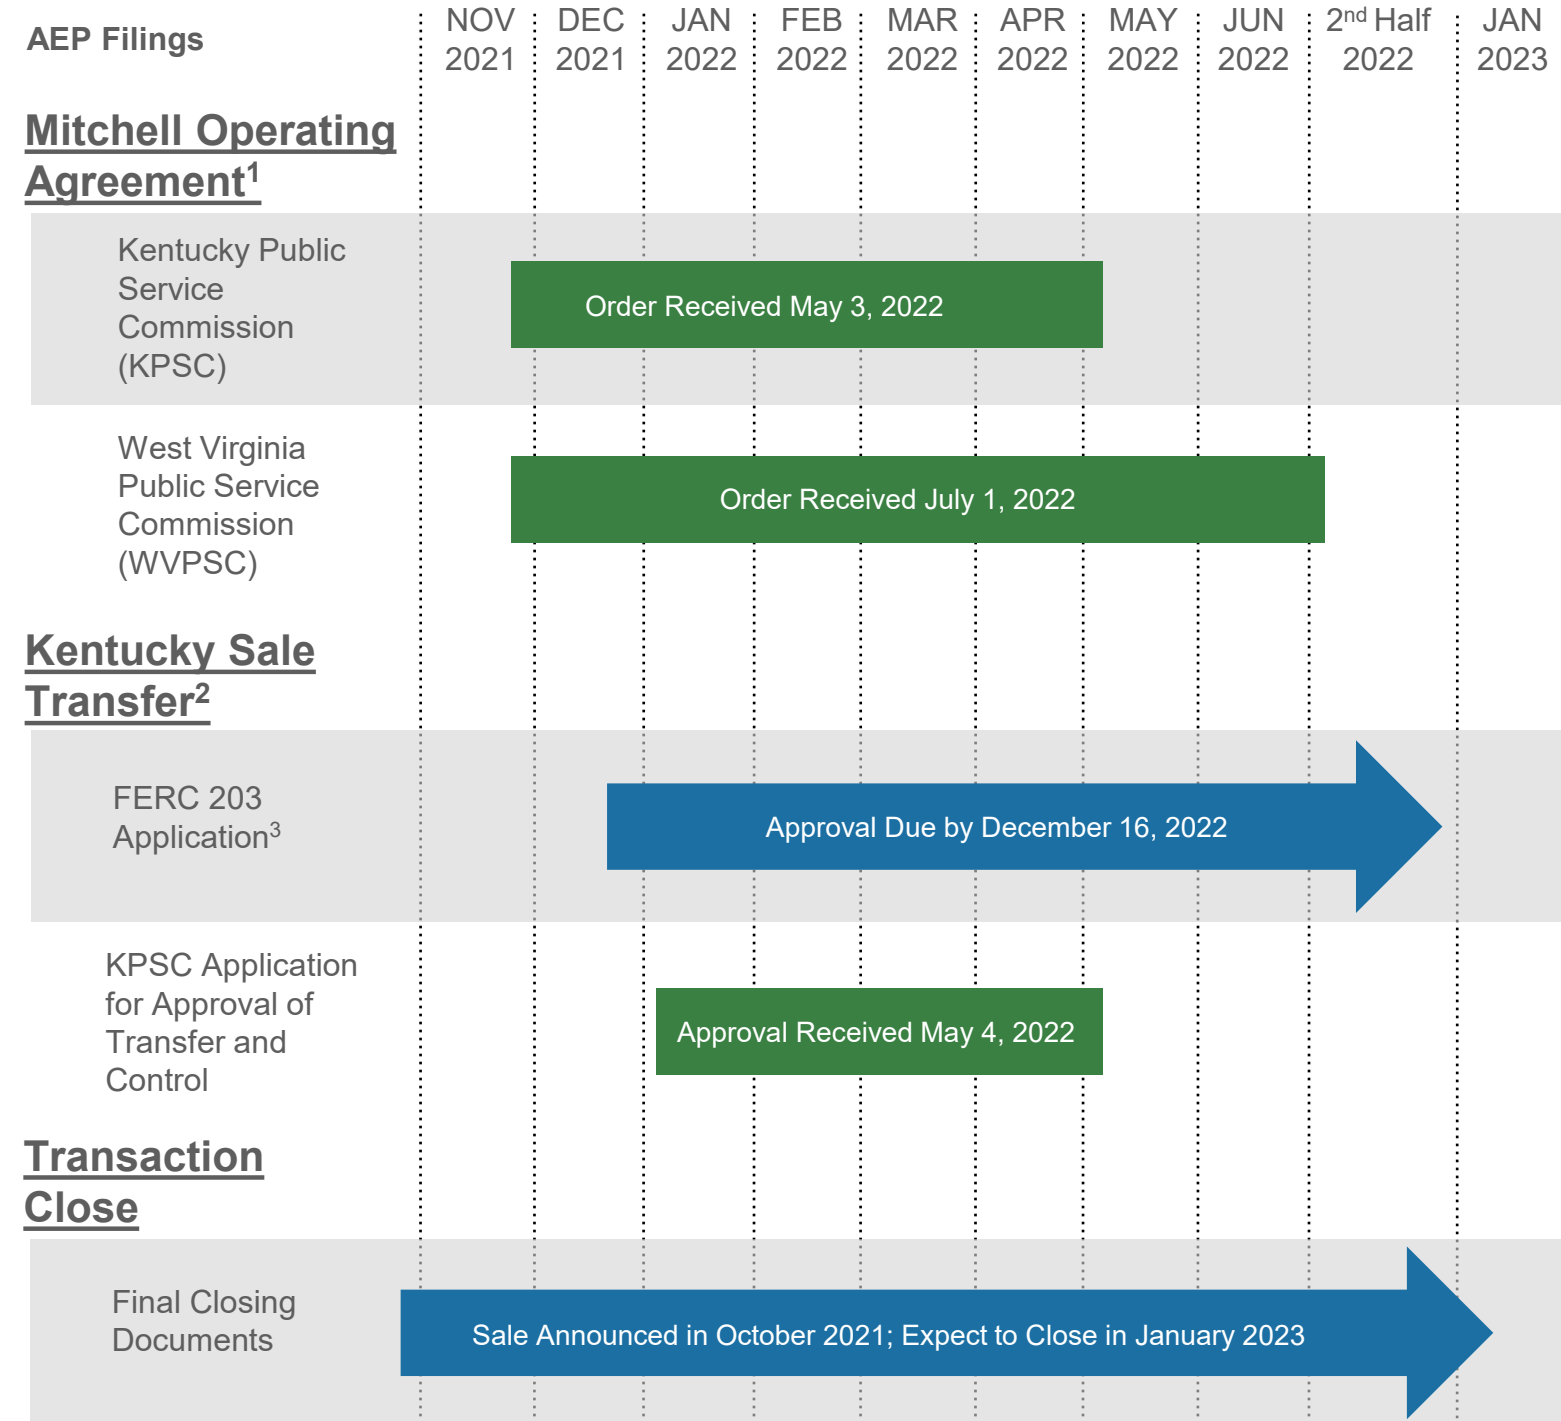 AEP Filings
NOV 2021
DEC 2021
JAN 2022
FEB 2022
MAR 2022
APR 2022
MAY 2022
JUN 2022
2nd Half 2022
JAN 2023
Mitchell Operating
Agreement1
Kentucky Public
Service
Commission
(KPSC)
Order Received May 3, 2022
West Virginia
Public Service
Commission
(WVPSC)
Order Received July 1, 2022
Kentucky Sale
Transfer2
FERC 203
Application3
Approval Due by December 16, 2022
KPSC Application
for Approval of
Transfer and
Control
Approval Received May 4, 2022
Transaction
Close
Final Closing
Documents
Sale Announced in October 2021; Expect to Close in January 2023